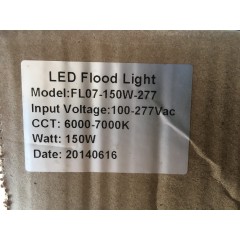 LED Flood Light
Model:FL07-150W-277
Input Voltage:100-277Vac
CCT: 6000-7000K
Watt: 150W
Date: 20140616